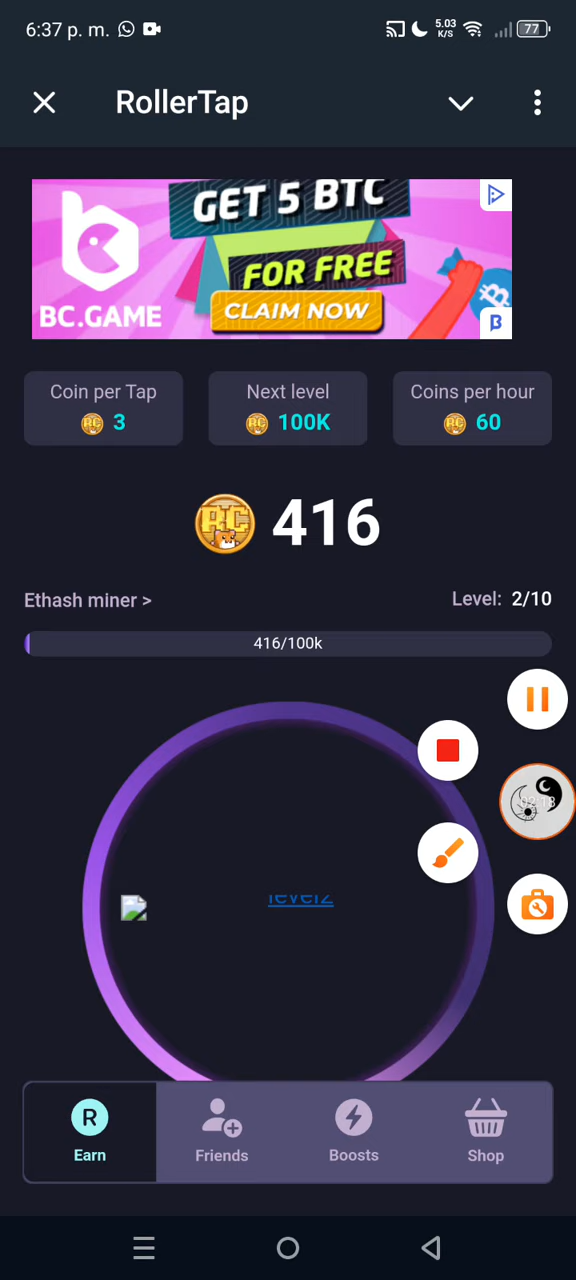 6:37 p. m.
5.03
K/S
77
RollerTap
GET 5 BTC
FOR FREE
CLAIM NOW
BC.GAME
Coin per Tap
3
Next level
100K
Coins per hour
60
416
Ethash miner >
Level: 2/10
416/100k
02:18
level2
R
Earn
Friends
Boosts
Shop